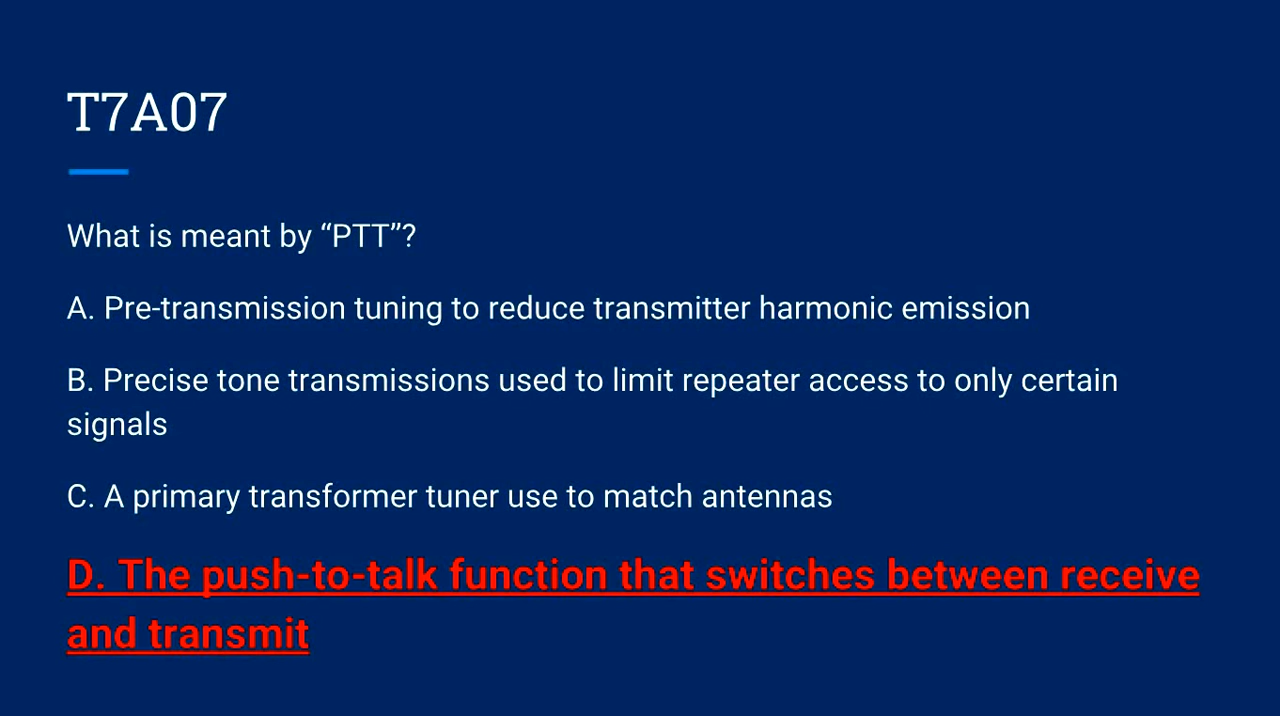 T7A07
What is meant by “PTT”?
A. Pre-transmission tuning to reduce transmitter harmonic emission
B. Precise tone transmissions used to limit repeater access to only certain
signals
C. A primary transformer tuner use to match antennas
D. The push-to-talk function that switches between receive
and transmit